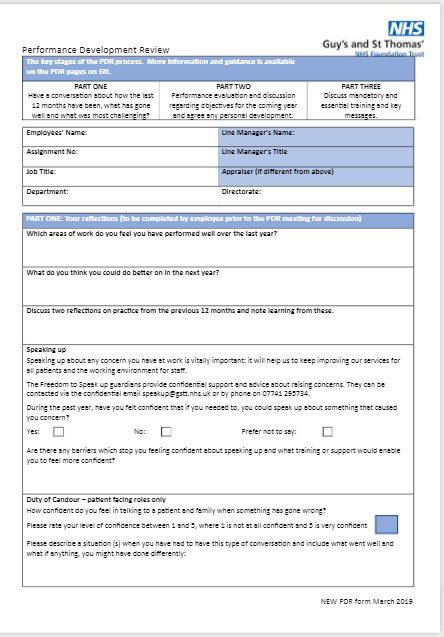 NHS
Guy's and St Thomas'
NHS Foundation Trust
Performance Development Review
The key stages of the PDR process. More information and guidance is available
on the PDR pages on GTi.
PART ONE
Have a conversation about how the last
12 months have been, what has gone
well and what was most challenging?
PART TWO
Performance evaluation and discussion
regarding objectives for the coming year
and agree any personal development.
PART THREE
Discuss mandatory and
essential training and key
messages.
Employees' Name:
Line Manager's Name:
Assignment No:
Line Manager's Title
Job Title:
Appraiser (if different from above)
Department:
Directorate:
PART ONE: Your reflections (to be completed by employee prior to the PDR meeting for discussion)
Which areas of work do you feel you have performed well over the last year?
What do you think you could do better on in the next year?
Discuss two reflections on practice from the previous 12 months and note learning from these.
Speaking up
Speaking up about any concern you have at work is vitally important: it will help us to keep improving our services for
all patients and the working environment for staff.
The Freedom to Speak up guardians provide confidential support and advice about raising concerns. They can be
contacted via the confidential email speakup@gstt.nhs.uk or by phone on 07741 295734.
During the past year, have you felt confident that if you needed to, you could speak up about something that caused
you concern?
Yes: No: Prefer not to say:
Are there any barriers which stop you feeling confident about speaking up and what training or support would enable
you to feel more confident?
Duty of Candour – patient facing roles only
How confident do you feel in talking to a patient and family when something has gone wrong?
Please rate your level of confidence between 1 and 5, where 1 is not at all confident and 5 is very confident
Please describe a situation (s) when you have had to have this type of conversation and include what went well and
what if anything, you might have done differently:
NEW PDR form March 2019